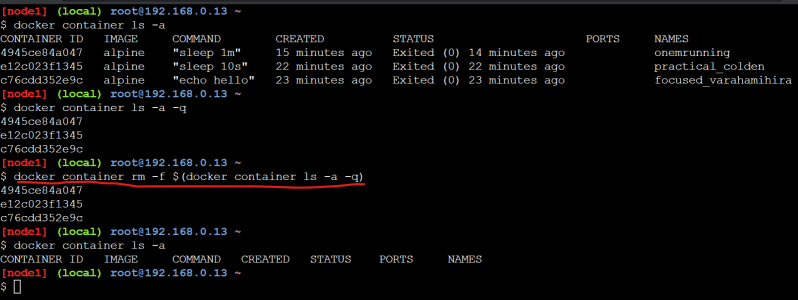 [node1] (local) root@192.168.0.13 ~
$ docker container ls -a
CONTAINER ID   IMAGE     COMMAND        CREATED          STATUS                      PORTS     NAMES
4945ce84a047   alpine    "sleep 1m"     15 minutes ago   Exited (0) 14 minutes ago             onemrunning
e12c023f1345   alpine    "sleep 10s"    22 minutes ago   Exited (0) 22 minutes ago             practical_colden
c76cdd352e9c   alpine    "echo hello"   23 minutes ago   Exited (0) 23 minutes ago             focused_varahamihira
[node1] (local) root@192.168.0.13 ~
$ docker container ls -a -q
4945ce84a047
e12c023f1345
c76cdd352e9c
[node1] (local) root@192.168.0.13 ~
$ docker container rm -f $(docker container ls -a -q)
4945ce84a047
e12c023f1345
c76cdd352e9c
[node1] (local) root@192.168.0.13 ~
$ docker container ls -a
CONTAINER ID   IMAGE     COMMAND   CREATED   STATUS    PORTS     NAMES
[node1] (local) root@192.168.0.13 ~
$